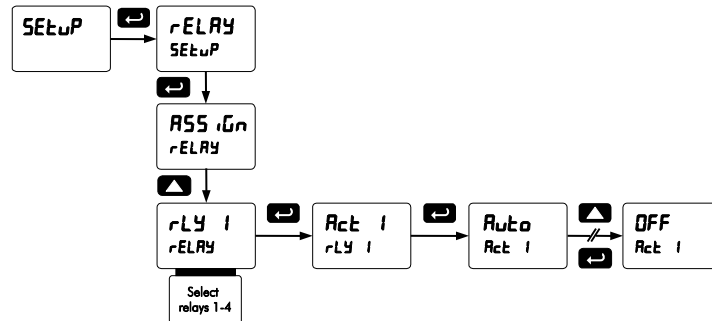 SEtuP
rELAY
SEtuP
ASSiGn
rELAY
rLY 1
rELAY
Act 1
rLY 1
Auto
Act 1
OFF
Act 1
Select
relays 1-4